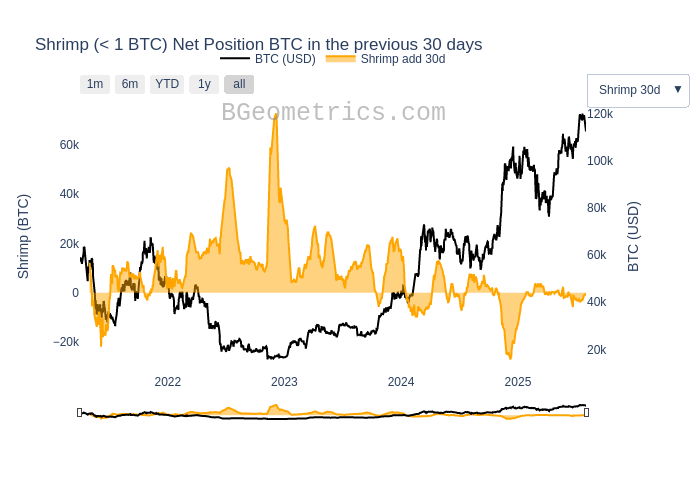 Shrimp (< 1 BTC) Net Position BTC in the previous 30 days
BTC (USD) Shrimp add 30d
1m 6m YTD 1y all
Shrimp 30d ▼
BGeometrics.com
60k
40k
20k
0
−20k
Shrimp (BTC)
120k
100k
80k
60k
40k
20k
BTC (USD)
2022 2023 2024 2025